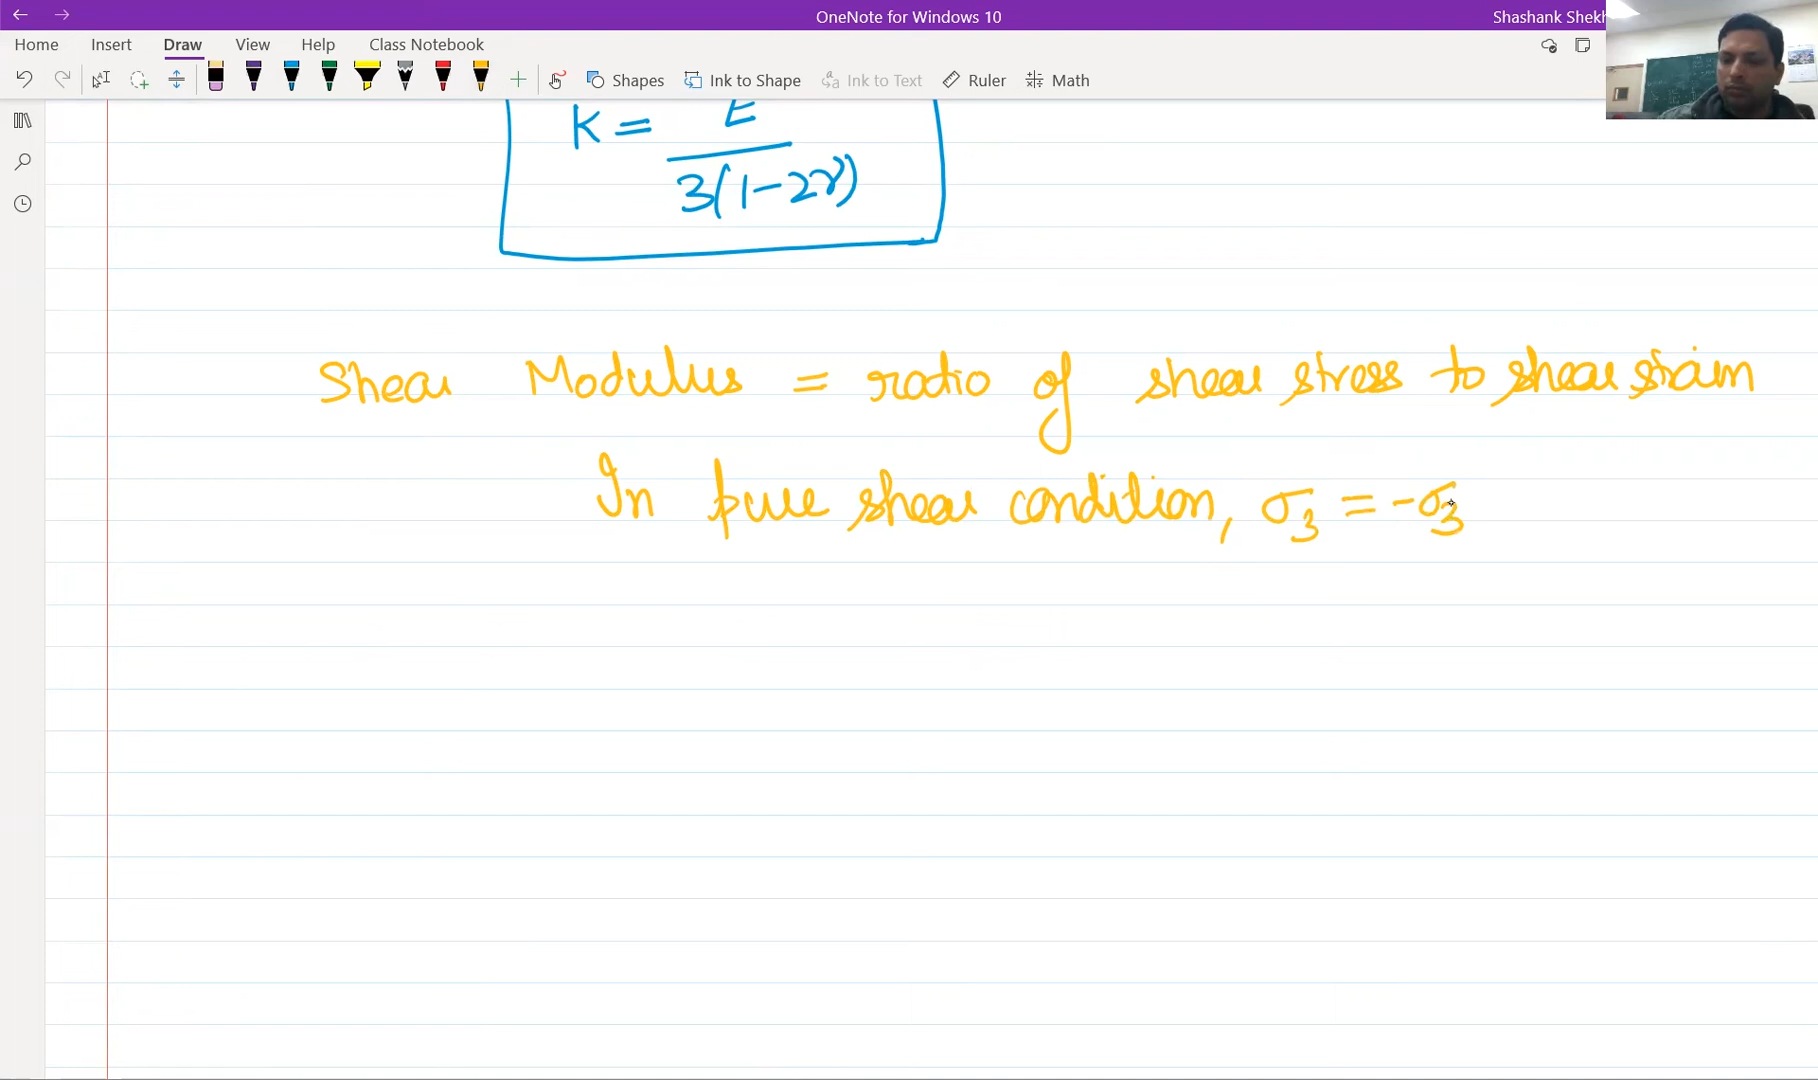 OneNote for Windows 10
Shashank Shekh
Home Insert Draw View Help Class Notebook
Shapes Ink to Shape Ink to Text Ruler Math
K = E
3(1-2ν)
Shear Modulus = ratio of shear stress to shear strain
In pure shear condition, σ3 = -σ3